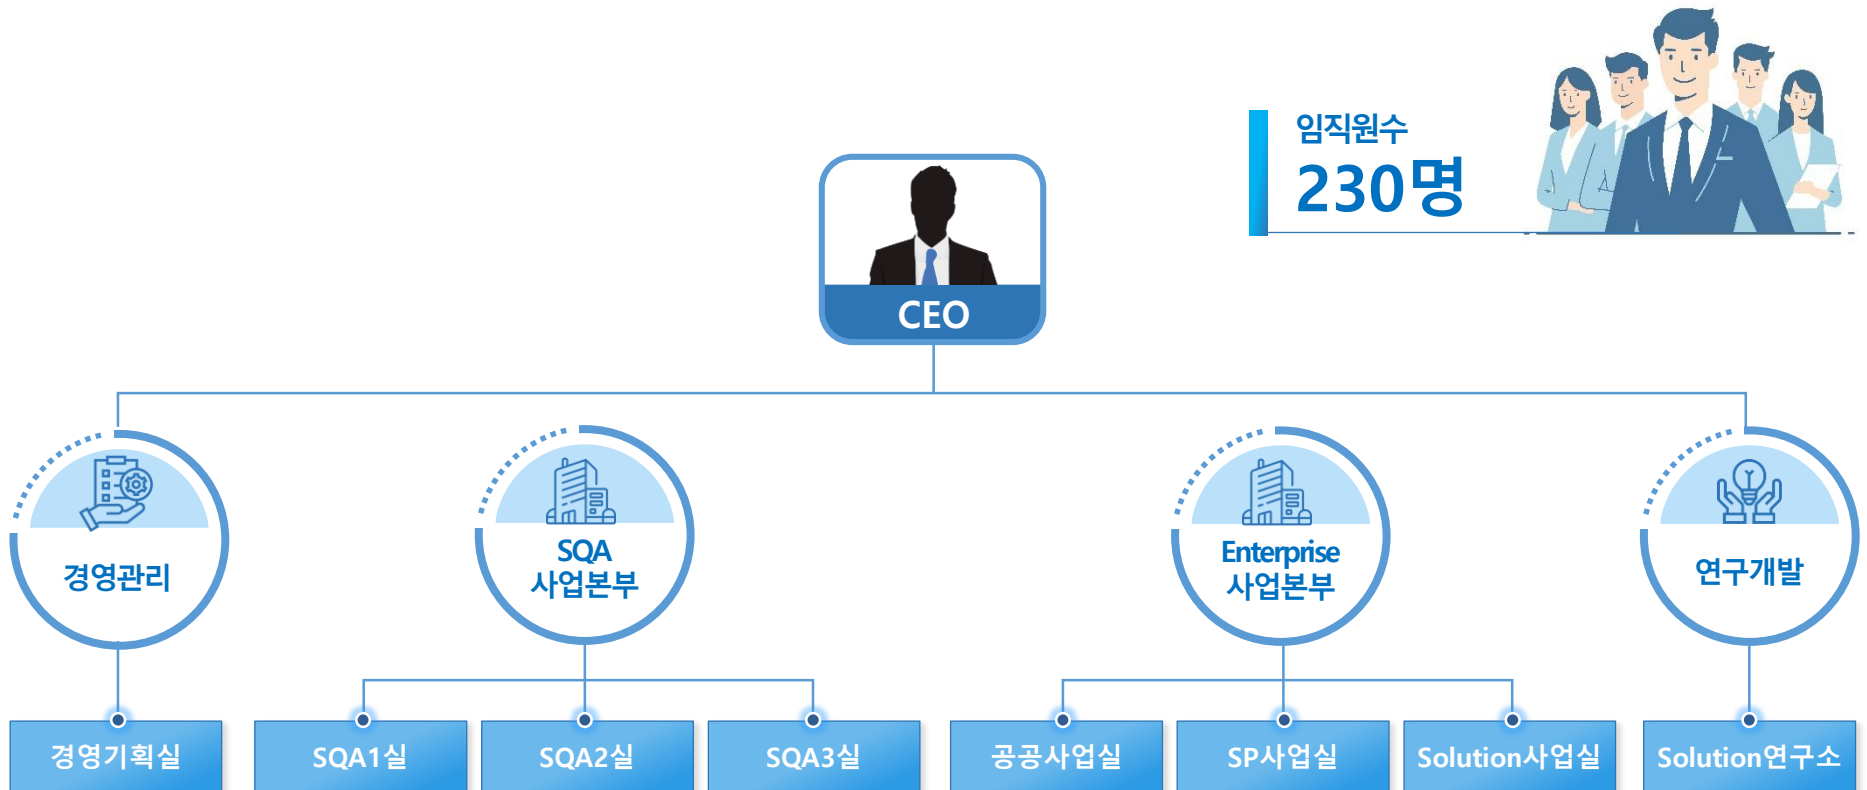 임직원수
230명
CEO
경영관리
SQA
사업본부
Enterprise
사업본부
연구개발
경영기획실
SQA1실
SQA2실
SQA3실
공공사업실
SP사업실
Solution사업실
Solution연구소